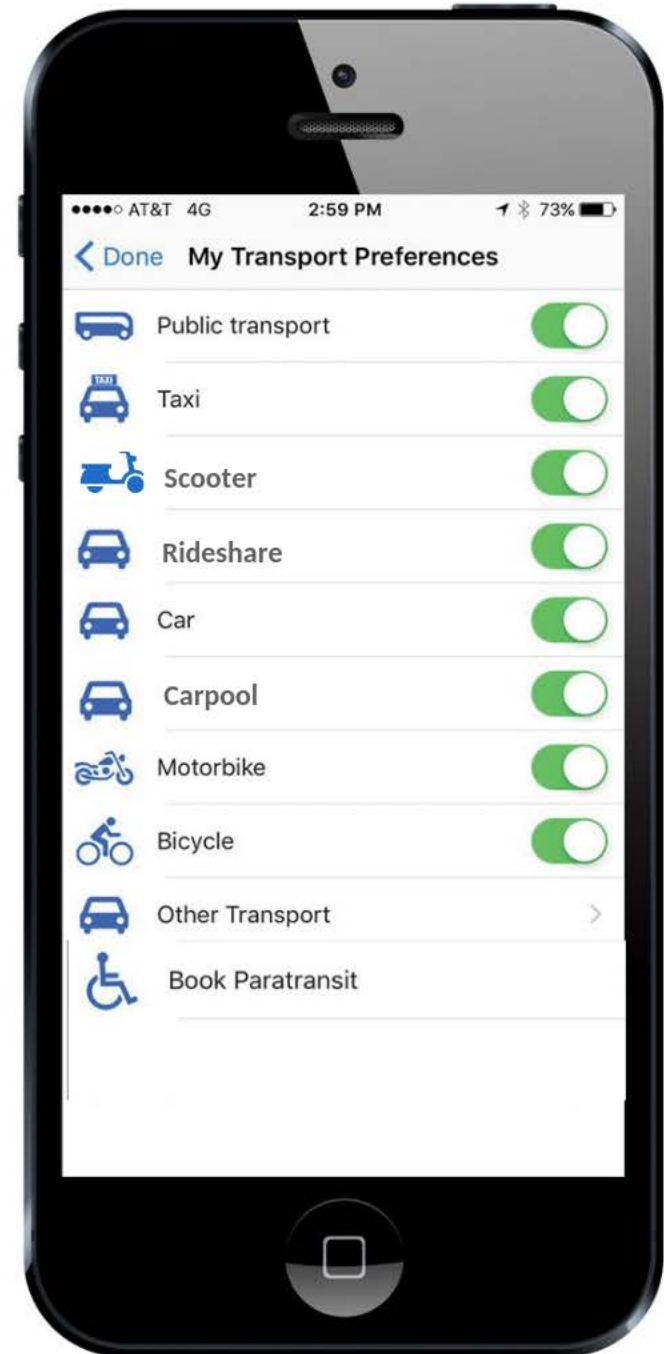 AT&T 4G 2:59 PM 73%
Done My Transport Preferences
Public transport
TAXI
Taxi
Scooter
Rideshare
Car
Carpool
Motorbike
Bicycle
Other Transport
Book Paratransit